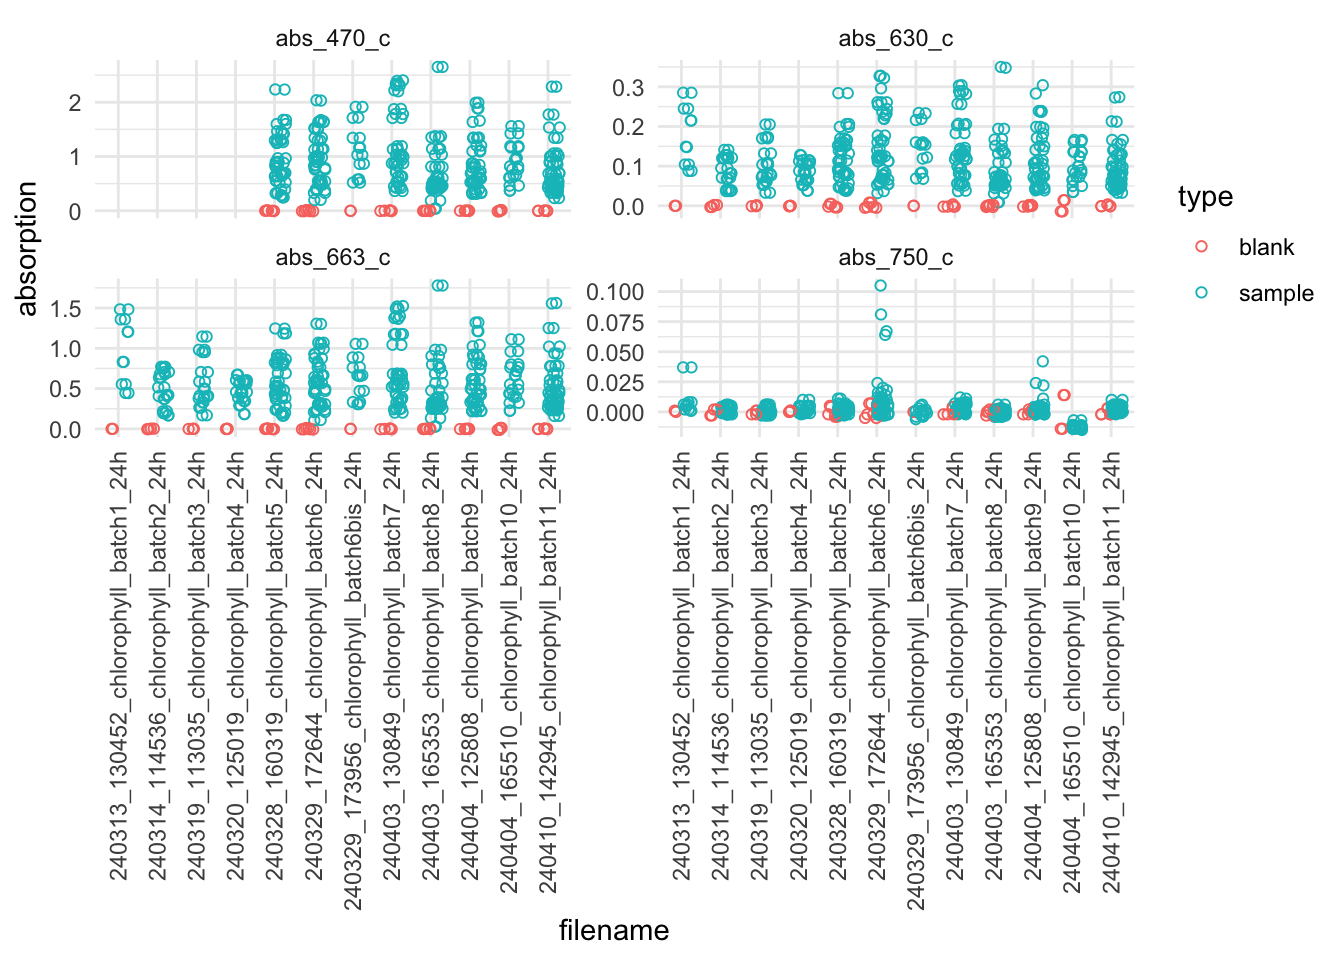 abs_470_c
abs_630_c
2
1
0
0.3
0.2
0.1
0.0
abs_663_c
abs_750_c
1.5
1.0
0.5
0.0
0.100
0.075
0.050
0.025
0.000
absorption
240313_130452_chlorophyll_batch1_24h
240314_114536_chlorophyll_batch2_24h
240319_113035_chlorophyll_batch3_24h
240320_125019_chlorophyll_batch4_24h
240328_160319_chlorophyll_batch5_24h
240329_172644_chlorophyll_batch6_24h
240329_173956_chlorophyll_batch6bis_24h
240403_130849_chlorophyll_batch7_24h
240403_165353_chlorophyll_batch8_24h
240404_125808_chlorophyll_batch9_24h
240404_165510_chlorophyll_batch10_24h
240410_142945_chlorophyll_batch11_24h
240313_130452_chlorophyll_batch1_24h
240314_114536_chlorophyll_batch2_24h
240319_113035_chlorophyll_batch3_24h
240320_125019_chlorophyll_batch4_24h
240328_160319_chlorophyll_batch5_24h
240329_172644_chlorophyll_batch6_24h
240329_173956_chlorophyll_batch6bis_24h
240403_130849_chlorophyll_batch7_24h
240403_165353_chlorophyll_batch8_24h
240404_125808_chlorophyll_batch9_24h
240404_165510_chlorophyll_batch10_24h
240410_142945_chlorophyll_batch11_24h
filename
type
blank
sample